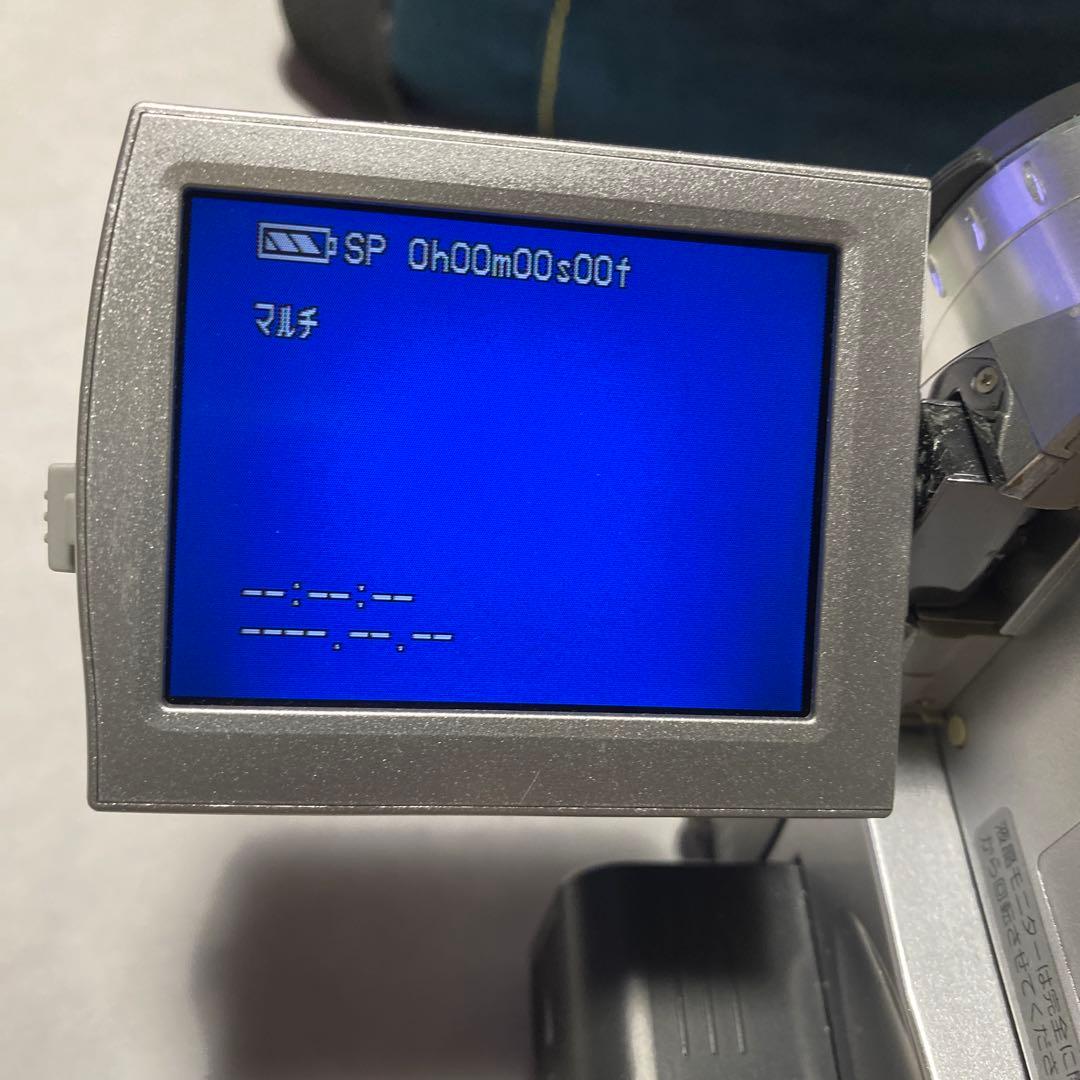 SP 0h00m00s00f
マルチ
--:--:--
----.--.--
液晶モニターは完全に
から回転させてくださ